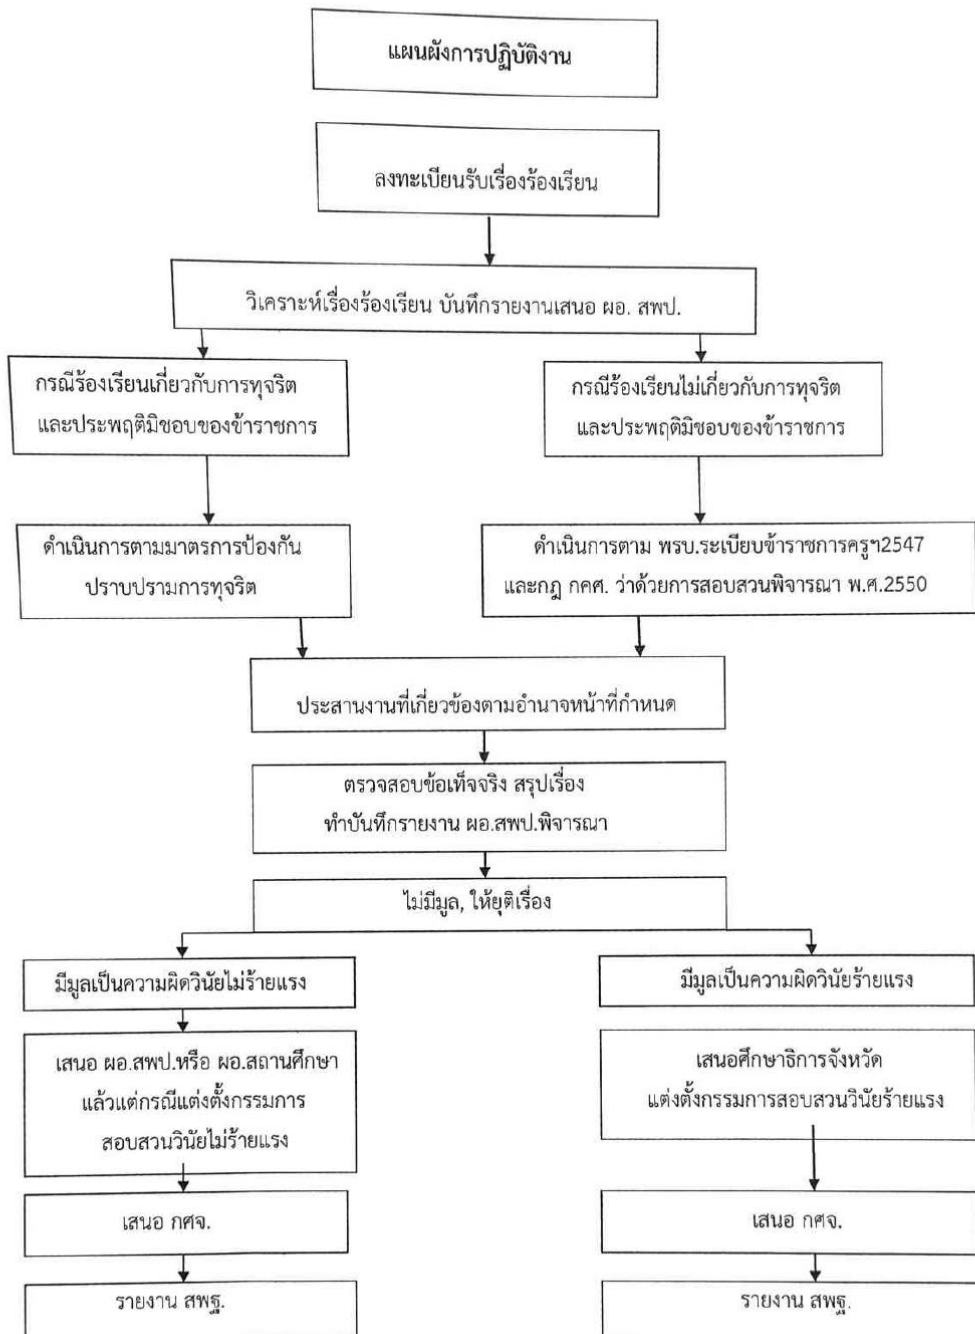 แผนผังการปฏิบัติงาน
ลงทะเบียนรับเรื่องร้องเรียน
วิเคราะห์เรื่องร้องเรียน บันทึกรายงานเสนอ ผอ. สพป.
กรณีร้องเรียนเกี่ยวกับการทุจริต
และประพฤติมิชอบของข้าราชการ
กรณีร้องเรียนไม่เกี่ยวกับการทุจริต
และประพฤติมิชอบของข้าราชการ
ดำเนินการตามมาตรการป้องกัน
ปราบปรามการทุจริต
ดำเนินการตาม พรบ.ระเบียบข้าราชการครูฯ2547
และกฎ กคศ. ว่าด้วยการสอบสวนพิจารณา พ.ศ.2550
ประสานงานที่เกี่ยวข้องตามอำนาจหน้าที่กำหนด
ตรวจสอบข้อเท็จจริง สรุปเรื่อง
ทำบันทึกรายงาน ผอ.สพป.พิจารณา
ไม่มีมูล, ให้ยุติเรื่อง
มีมูลเป็นความผิดวินัยไม่ร้ายแรง
มีมูลเป็นความผิดวินัยร้ายแรง
เสนอ ผอ.สพป.หรือ ผอ.สถานศึกษา
แล้วแต่กรณีแต่งตั้งกรรมการ
สอบสวนวินัยไม่ร้ายแรง
เสนอศึกษาธิการจังหวัด
แต่งตั้งกรรมการสอบสวนวินัยร้ายแรง
เสนอ กศจ.
เสนอ กศจ.
รายงาน สพฐ.
รายงาน สพฐ.